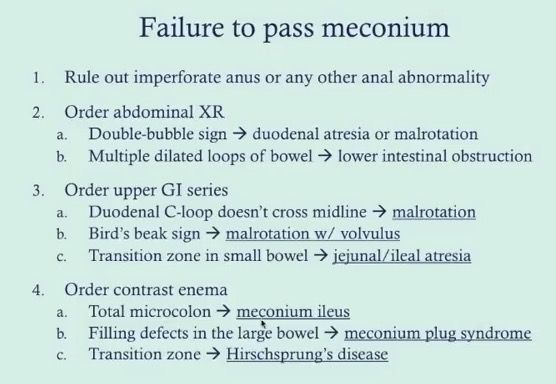 Failure to pass meconium
1. Rule out imperforate anus or any other anal abnormality
2. Order abdominal XR
a. Double-bubble sign → duodenal atresia or malrotation
b. Multiple dilated loops of bowel → lower intestinal obstruction
3. Order upper GI series
a. Duodenal C-loop doesn't cross midline → malrotation
b. Bird's beak sign → malrotation w/ volvulus
c. Transition zone in small bowel → jejunal/ileal atresia
4. Order contrast enema
a. Total microcolon → meconium ileus
b. Filling defects in the large bowel → meconium plug syndrome
c. Transition zone → Hirschsprung's disease